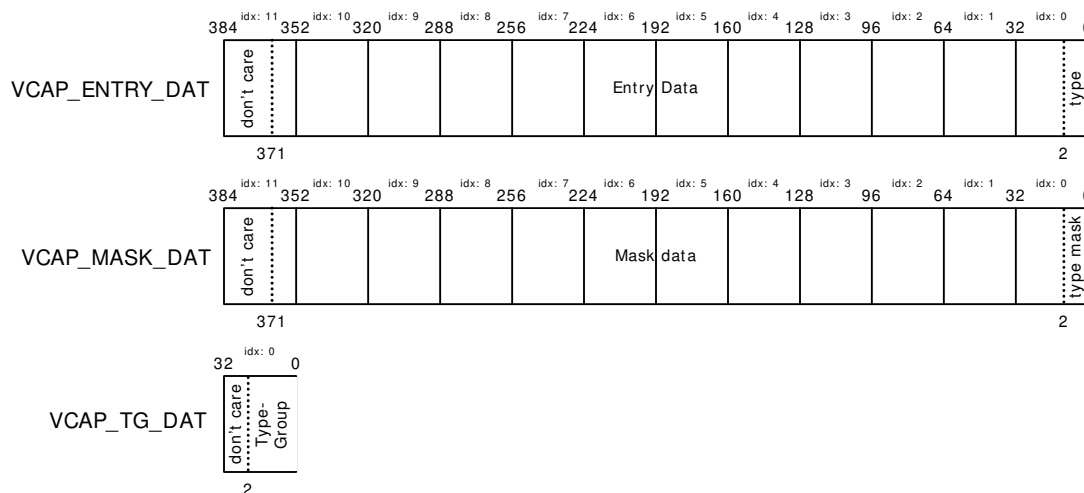 idx: 11 idx: 10 idx: 9 idx: 8 idx: 7 idx: 6 idx: 5 idx: 4 idx: 3 idx: 2 idx: 1 idx: 0
384 352 320 288 256 224 192 160 128 96 64 32 0
VCAP_ENTRY_DAT
don't care
Entry Data
type
371 2
idx: 11 idx: 10 idx: 9 idx: 8 idx: 7 idx: 6 idx: 5 idx: 4 idx: 3 idx: 2 idx: 1 idx: 0
384 352 320 288 256 224 192 160 128 96 64 32 0
VCAP_MASK_DAT
don't care
Mask data
type mask
371 2
idx: 0
32 0
VCAP_TG_DAT
don't care
Type-
Group
2